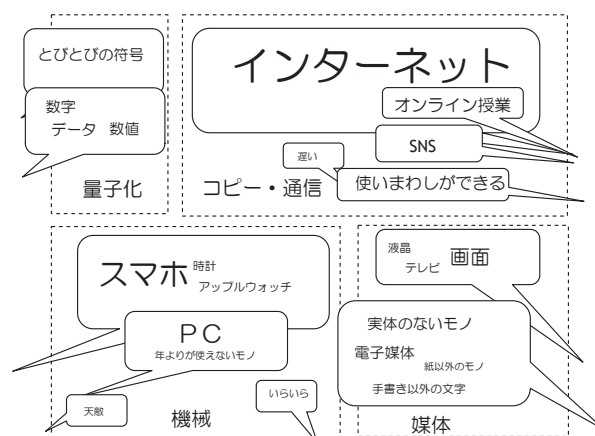 とびとびの符号
数字
データ 数値
量子化
インターネット
オンライン授業
SNS
遅い
使いまわしができる
コピー・通信
スマホ 時計
アップルウォッチ
PC
年よりが使えないモノ
天敵
いらいら
機械
液晶
テレビ 画面
実体のないモノ
電子媒体
紙以外のモノ
手書き以外の文字
媒体